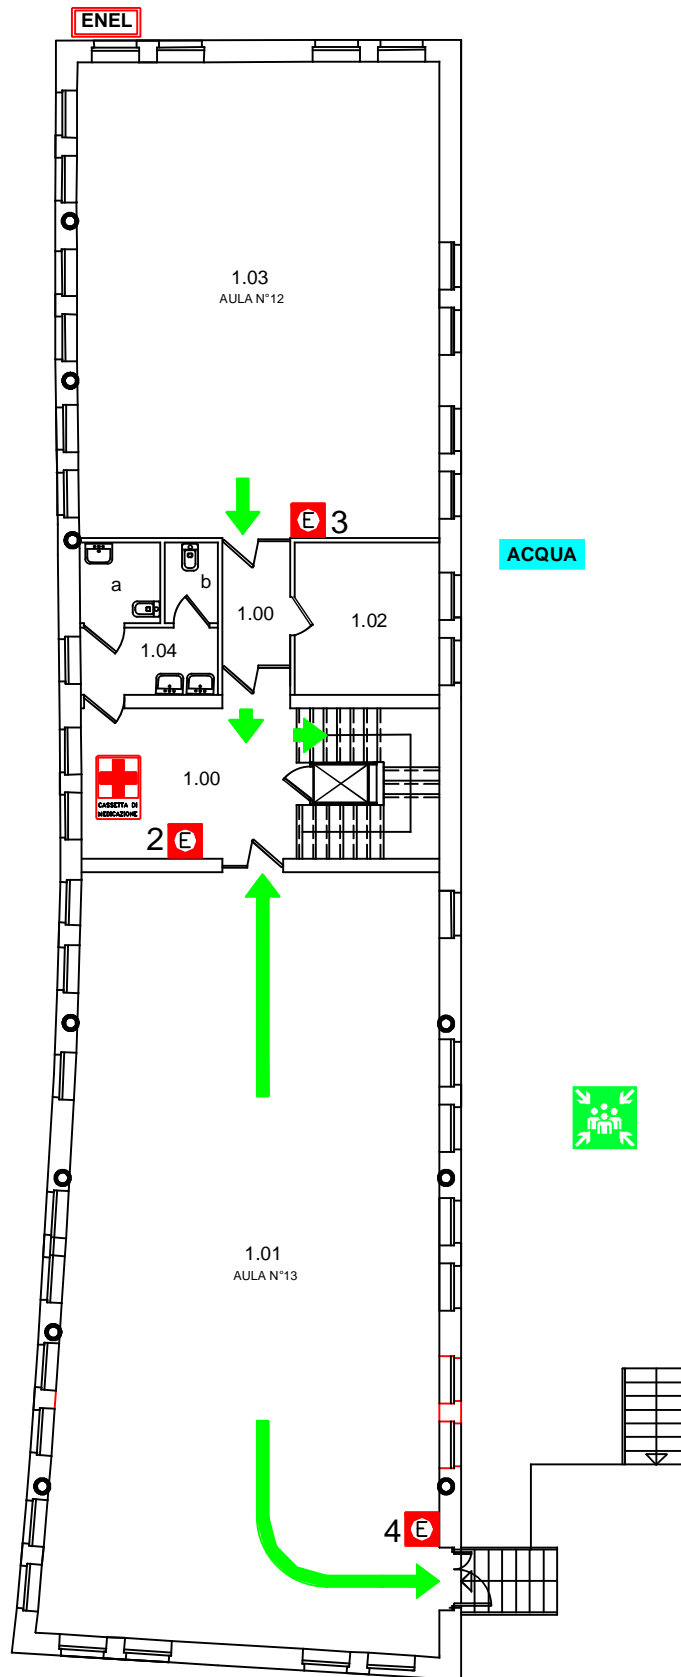 ENEL
1.03
AULA N°12
E 3
ACQUA
a
b
1.00
1.02
1.04
1.00
CASSETTA DI
MEDICAZIONE
2 E
1.01
AULA N°13
4 E